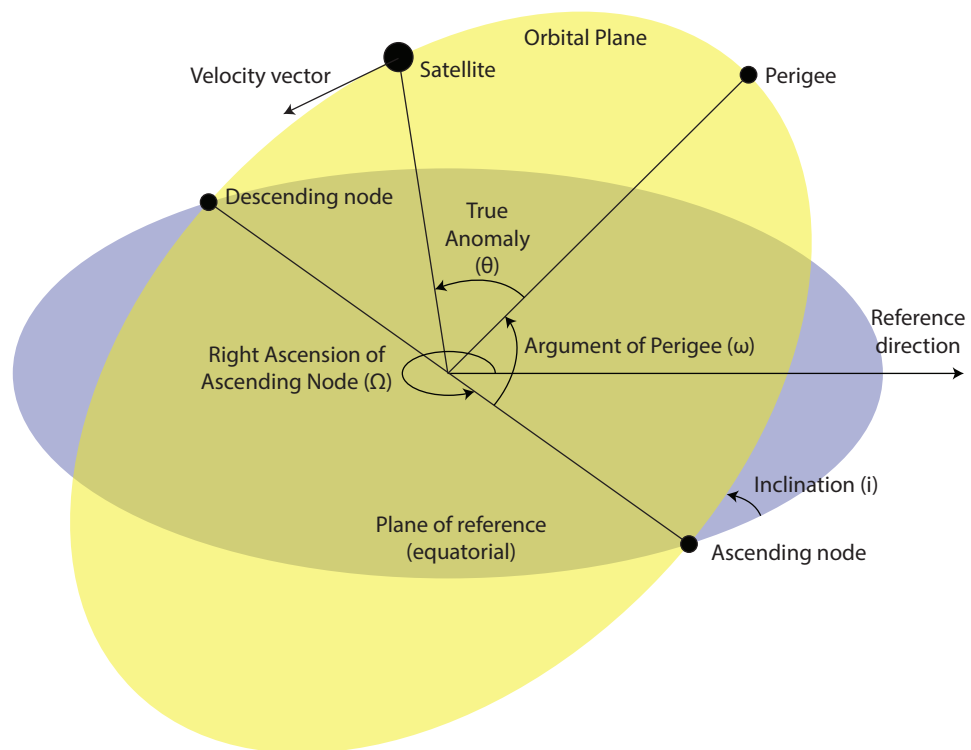 Orbital Plane
Velocity vector
Satellite
Perigee
Descending node
True
Anomaly
(θ)
Reference
direction
Right Ascension of
Ascending Node (Ω)
Argument of Perigee (ω)
Inclination (i)
Plane of reference
(equatorial)
Ascending node